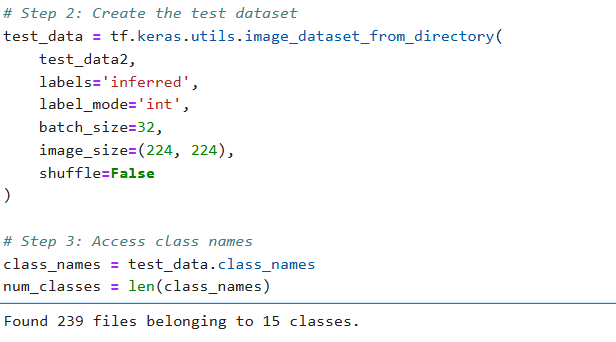 # Step 2: Create the test dataset
test_data = tf.keras.utils.image_dataset_from_directory(
    test_data2,
    labels='inferred',
    label_mode='int',
    batch_size=32,
    image_size=(224, 224),
    shuffle=False
)
# Step 3: Access class names
class_names = test_data.class_names
num_classes = len(class_names)
Found 239 files belonging to 15 classes.